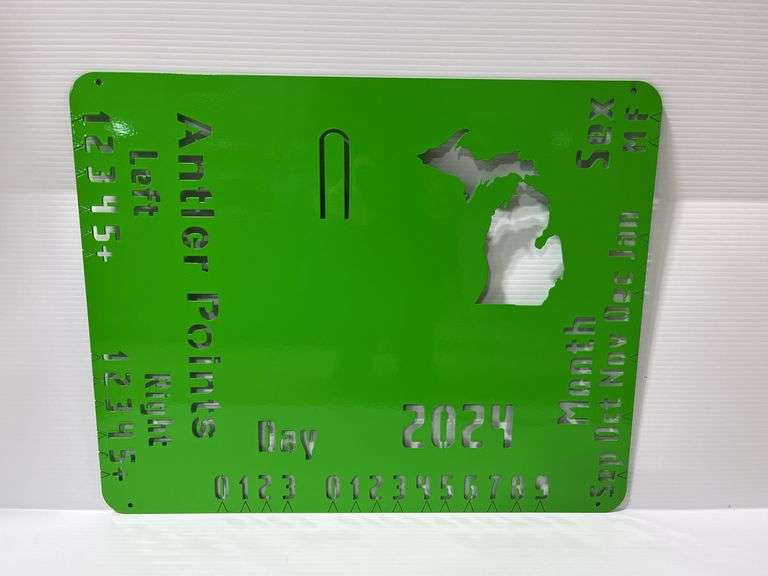 Antler Points
Left
1 2 3 4 5+
Right
1 2 3 4 5+
Day
0 1 2 3 0 1 2 3 4 5 6 7 8 9
2024
Month
Sep Oct Nov Dec Jan
Sex
M F